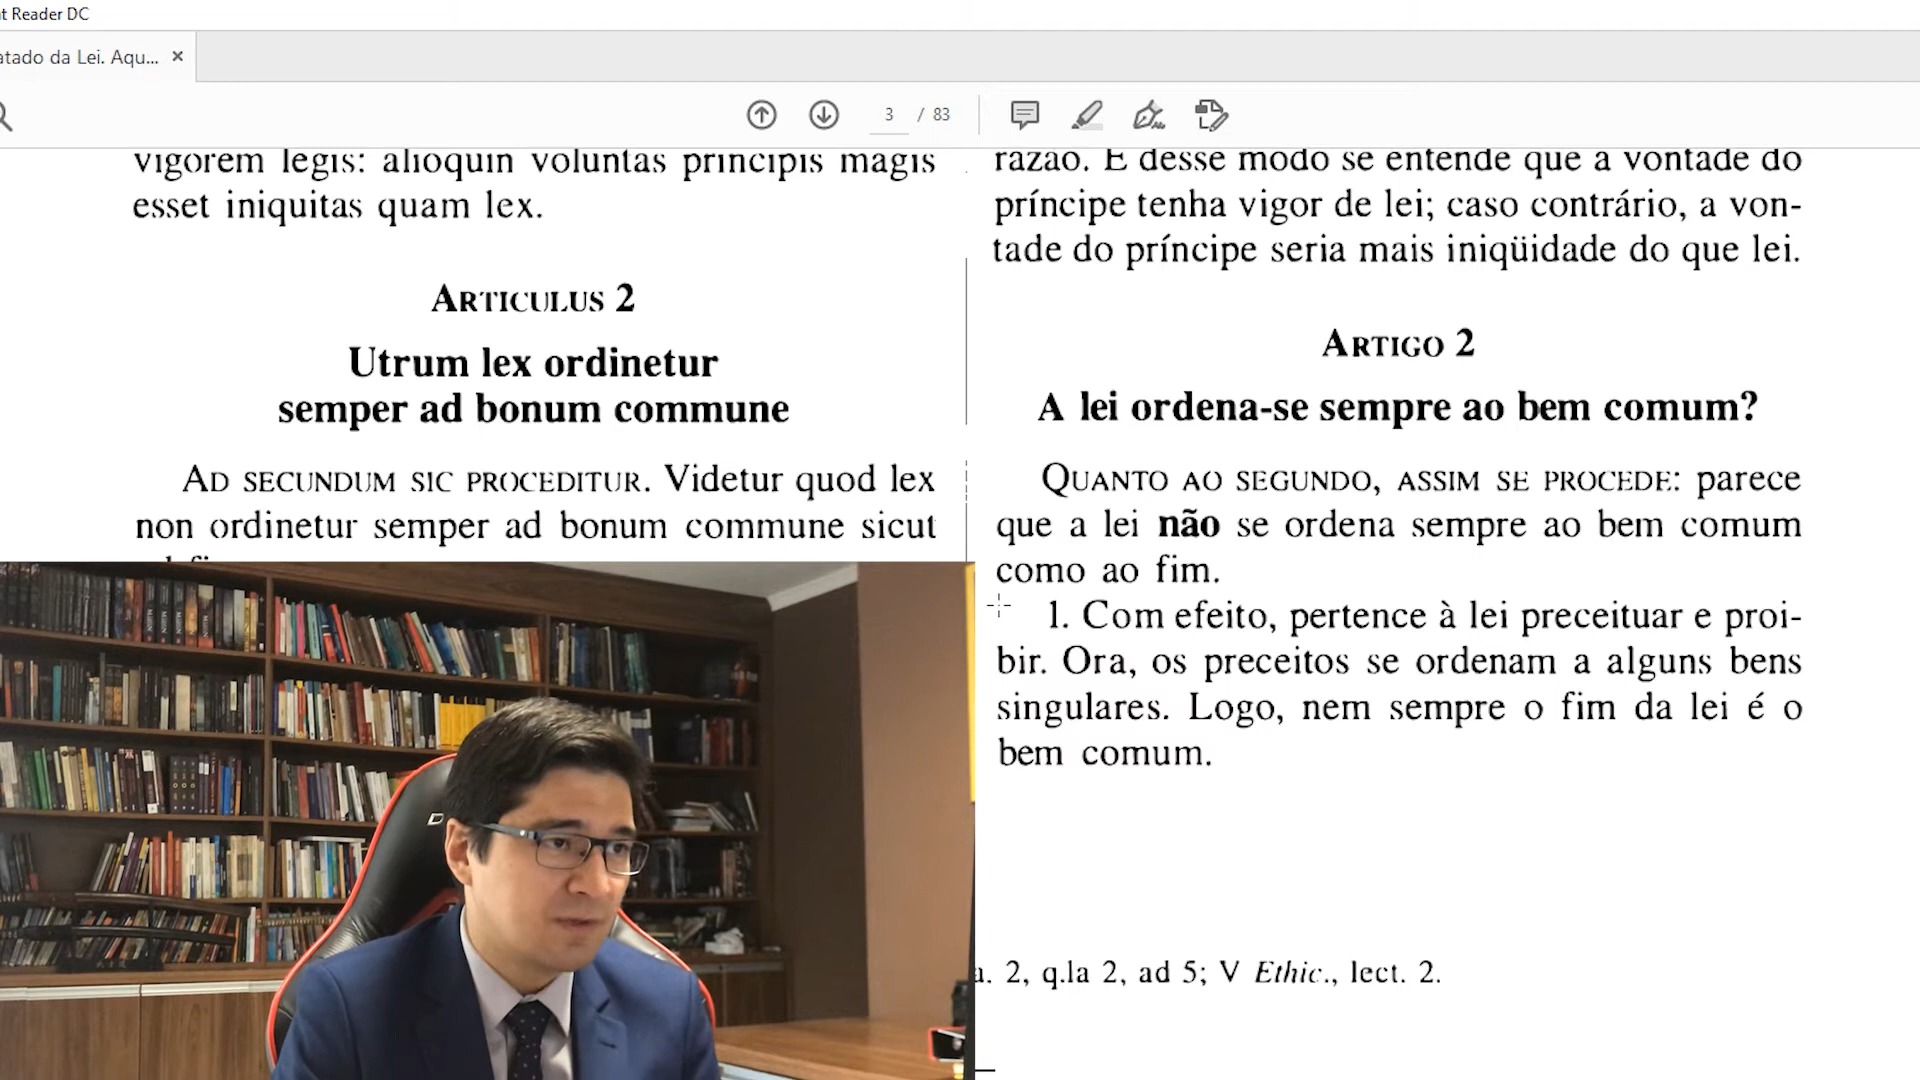 t Reader DC
atado da Lei. Aqu...
3 / 83
vigorem legis: alioquin voluntas principis magis
esset iniquitas quam lex.
ARTICULUS 2
Utrum lex ordinetur
semper ad bonum commune
AD SECUNDUM SIC PROCEDITUR. Videtur quod lex
non ordinetur semper ad bonum commune sicut
razão. E desse modo se entende que a vontade do
príncipe tenha vigor de lei; caso contrário, a von-
tade do príncipe seria mais iniqüidade do que lei.
ARTIGO 2
A lei ordena-se sempre ao bem comum?
QUANTO AO SEGUNDO, ASSIM SE PROCEDE: parece
que a lei não se ordena sempre ao bem comum
como ao fim.
1. Com efeito, pertence à lei preceituar e proi-
bir. Ora, os preceitos se ordenam a alguns bens
singulares. Logo, nem sempre o fim da lei é o
bem comum.
a. 2, q.la 2, ad 5; V Ethic., lect. 2.